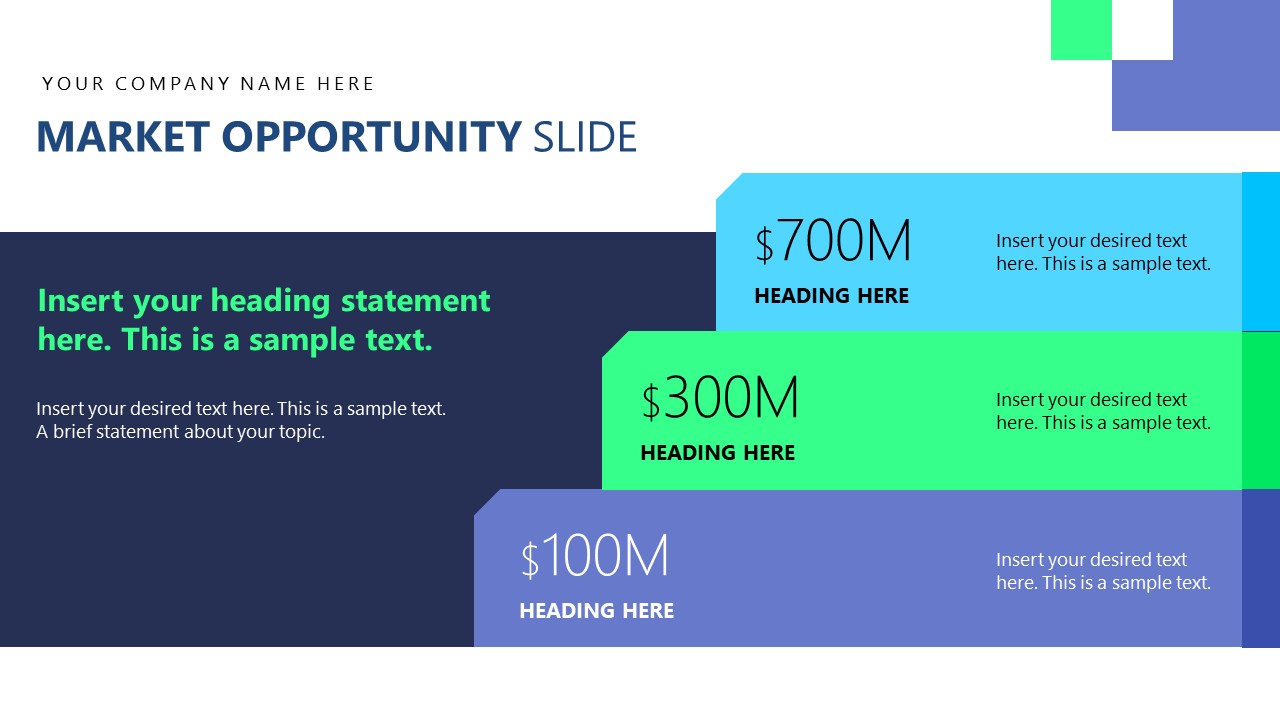 YOUR COMPANY NAME HERE
MARKET OPPORTUNITY SLIDE
Insert your heading statement
here. This is a sample text.
Insert your desired text here. This is a sample text.
A brief statement about your topic.
$700M
HEADING HERE
Insert your desired text
here. This is a sample text.
$300M
HEADING HERE
Insert your desired text
here. This is a sample text.
$100M
HEADING HERE
Insert your desired text
here. This is a sample text.